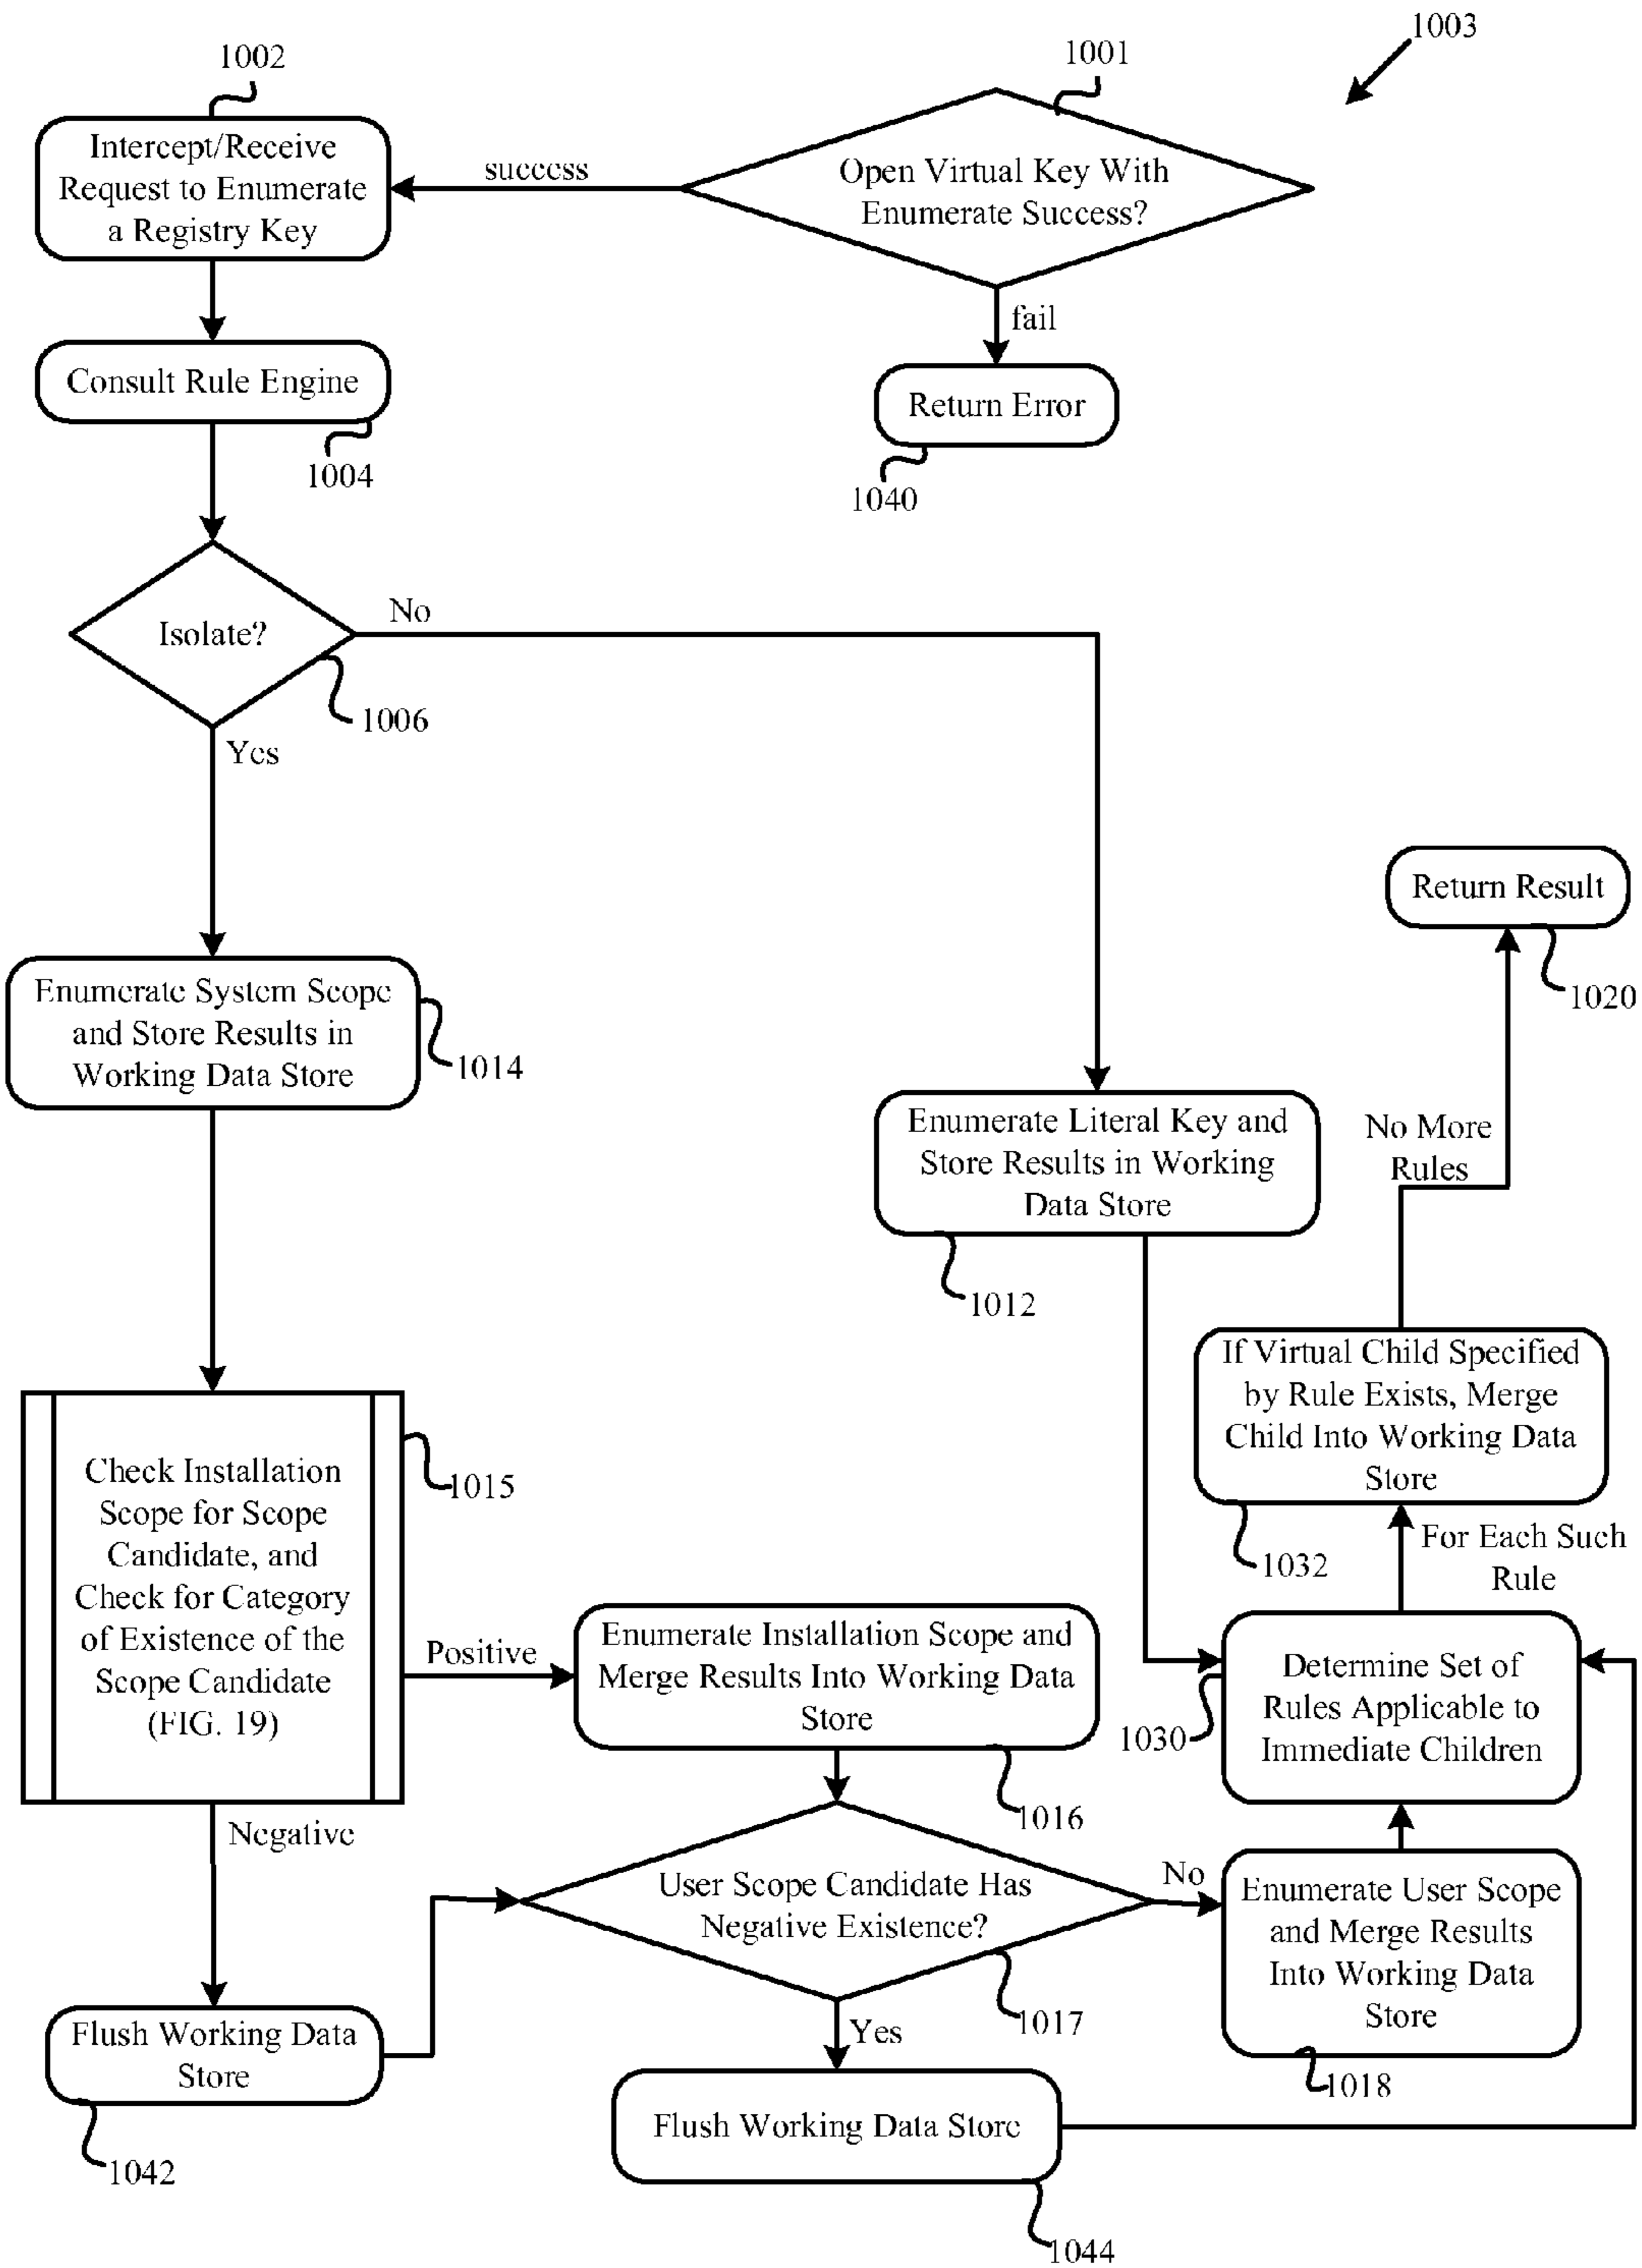 1003
1002
1001
Intercept/Receive
Request to Enumerate
a Registry Key
success
Open Virtual Key With
Enumerate Success?
fail
Consult Rule Engine
1004
Return Error
1040
Isolate?
No
1006
Yes
Return Result
1020
Enumerate System Scope
and Store Results in
Working Data Store
1014
Enumerate Literal Key and
Store Results in Working
Data Store
1012
No More
Rules
If Virtual Child Specified
by Rule Exists, Merge
Child Into Working Data
Store
1032
For Each Such
Rule
Check Installation
Scope for Scope
Candidate, and
Check for Category
of Existence of the
Scope Candidate
(FIG. 19)
1015
Positive
Enumerate Installation Scope and
Merge Results Into Working Data
Store
1016
Determine Set of
Rules Applicable to
Immediate Children
1030
Negative
User Scope Candidate Has
Negative Existence?
1017
No
Enumerate User Scope
and Merge Results
Into Working Data
Store
1018
Yes
Flush Working Data
Store
1042
Flush Working Data Store
1044